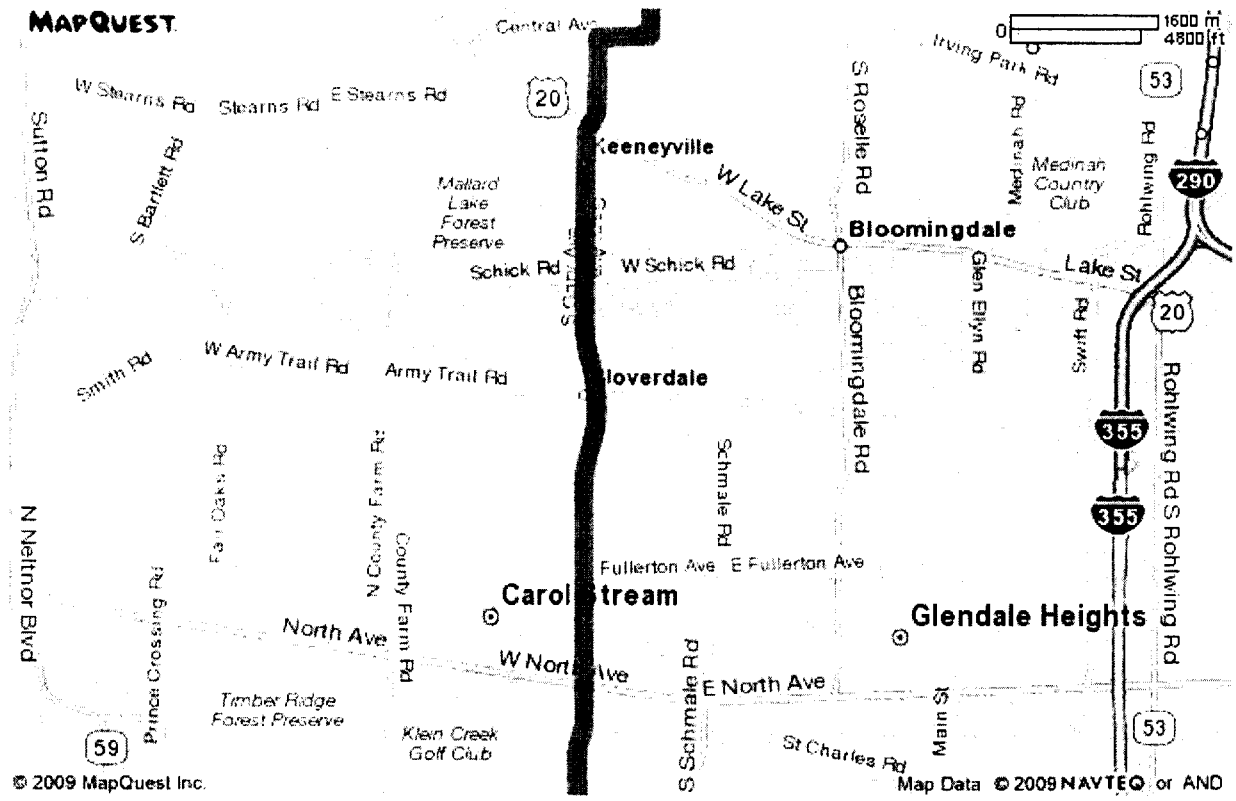 MAPQUEST
Central Ave
0
1600 m
4800 ft
Irving Park Rd
53
W Stearns Rd
Stearns Rd
E Stearns Rd
20
S Roselle Rd
Medinah Rd
Rohlwing Rd
Sutton Rd
S Bartlett Rd
Keeneyville
Medinah
Country
Club
290
Mallard
Lake
Forest
Preserve
W Lake St
Bloomingdale
Schick Rd
W Schick Rd
Glen Ellyn Rd
Lake St
20
Swift Rd
Bloomingdale Rd
Smith Rd
W Army Trail Rd
Army Trail Rd
loverdale
Rohlwing Rd
S Rohlwing Rd
355
Fair Oaks Rd
N County Farm Rd
Schmale Rd
355
N Neltnor Blvd
County Farm Rd
Fullerton Ave
E Fullerton Ave
Prince Crossing Rd
Carol Stream
Glendale Heights
North Ave
W North Ave
E North Ave
S Schmale Rd
Main St
Timber Ridge
Forest Preserve
Klein Creek
Golf Club
St Charles Rd
59
53
© 2009 MapQuest Inc.
Map Data © 2009 NAVTEQ or AND